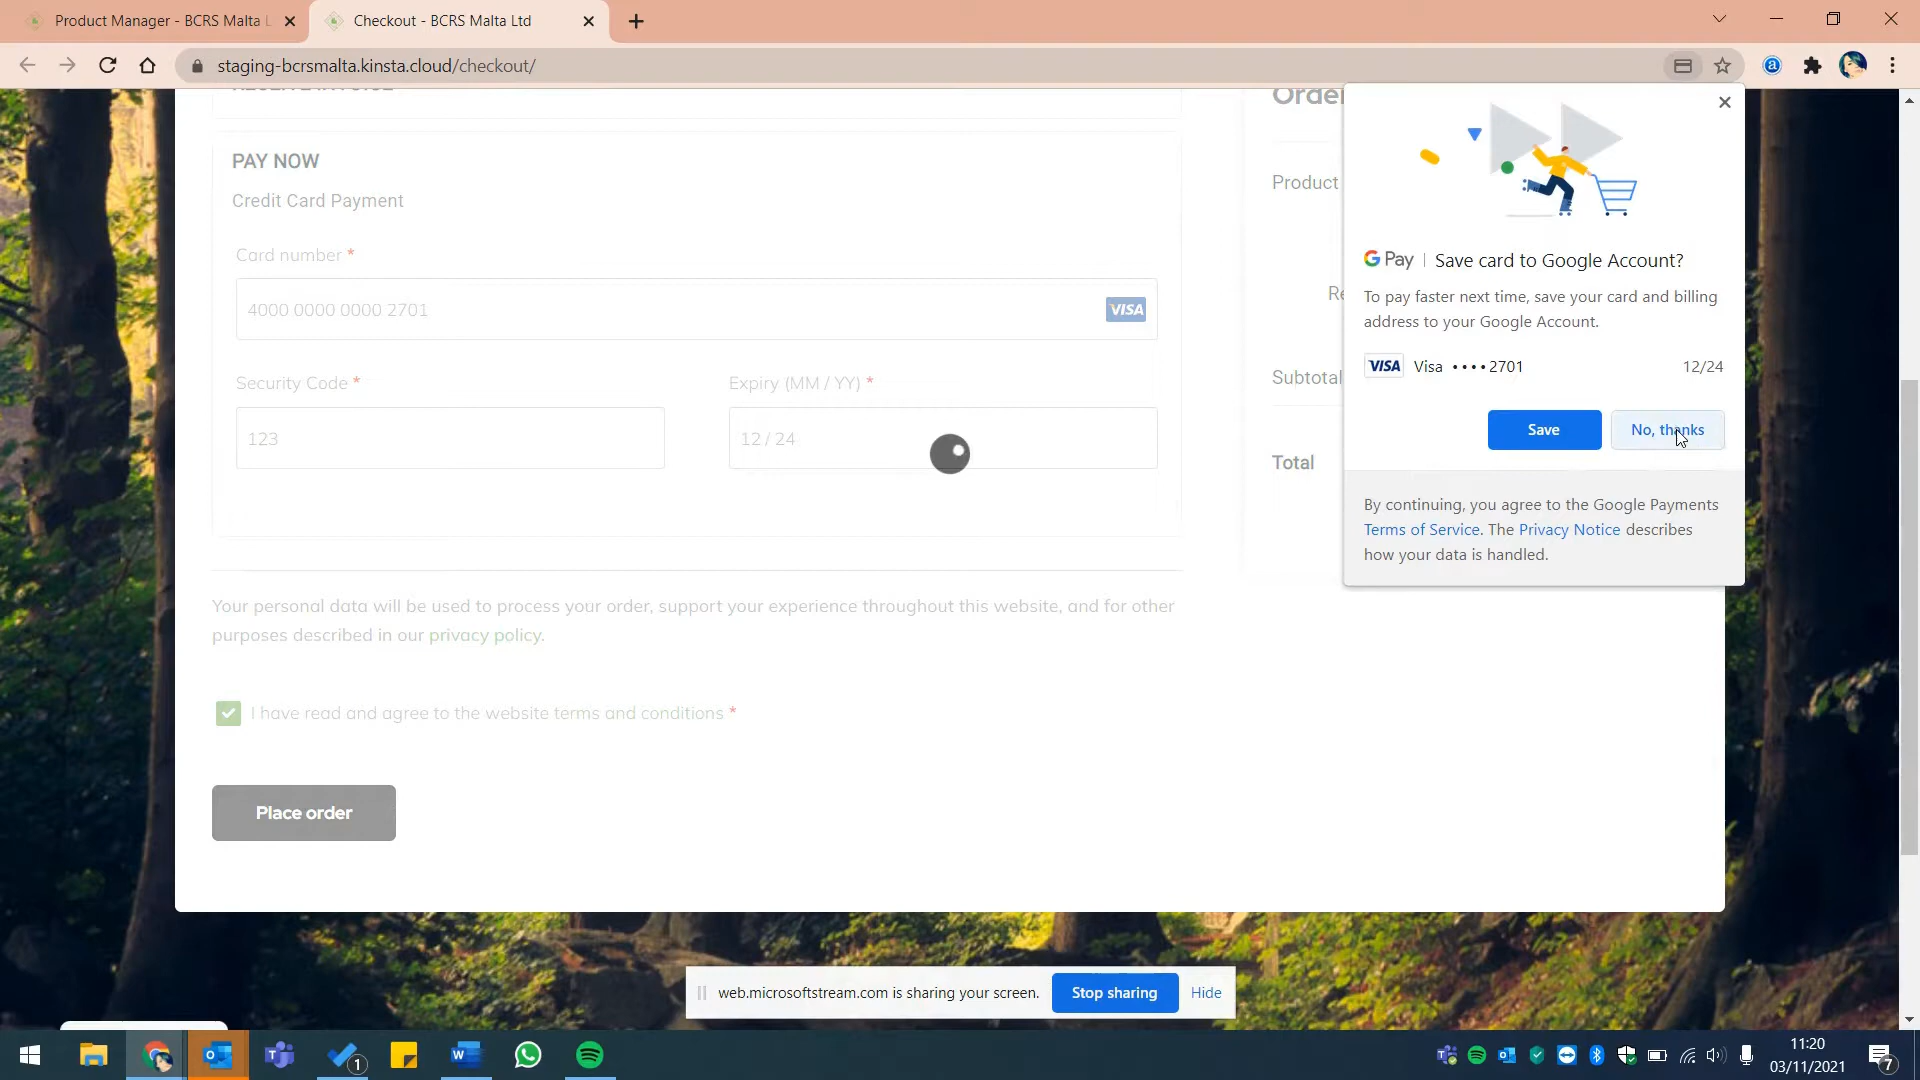 Product Manager - BCRS Malta L
Checkout - BCRS Malta Ltd
staging-bcrsmalta.kinsta.cloud/checkout/
PAY NOW
Credit Card Payment
Card number *
4000 0000 0000 2701
VISA
Security Code *
123
Expiry (MM / YY) *
12 / 24
Your personal data will be used to process your order, support your experience throughout this website, and for other
purposes described in our privacy policy.
I have read and agree to the website terms and conditions *
Place order
Order
Product
Re
Subtotal
Total
G Pay | Save card to Google Account?
To pay faster next time, save your card and billing
address to your Google Account.
VISA Visa •••• 2701 12/24
Save
No, thanks
By continuing, you agree to the Google Payments
Terms of Service. The Privacy Notice describes
how your data is handled.
web.microsoftstream.com is sharing your screen.
Stop sharing
Hide
1
11:20
03/11/2021
7